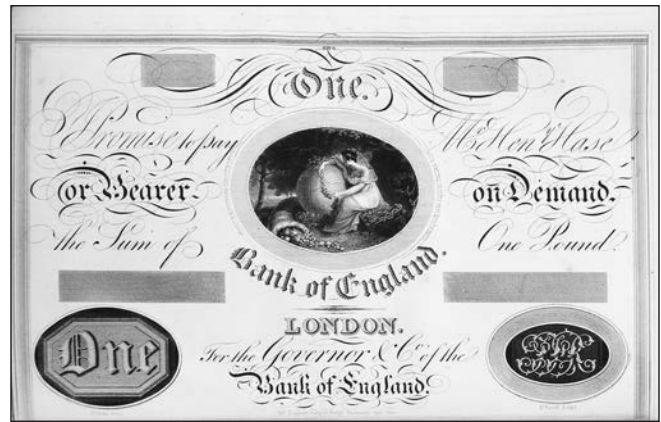 One.
Promise to pay Mr. Henry Hase
or Bearer on Demand.
the Sum of One Pound
Bank of England.
LONDON.
One
For the Governor & Co. of the
Bank of England